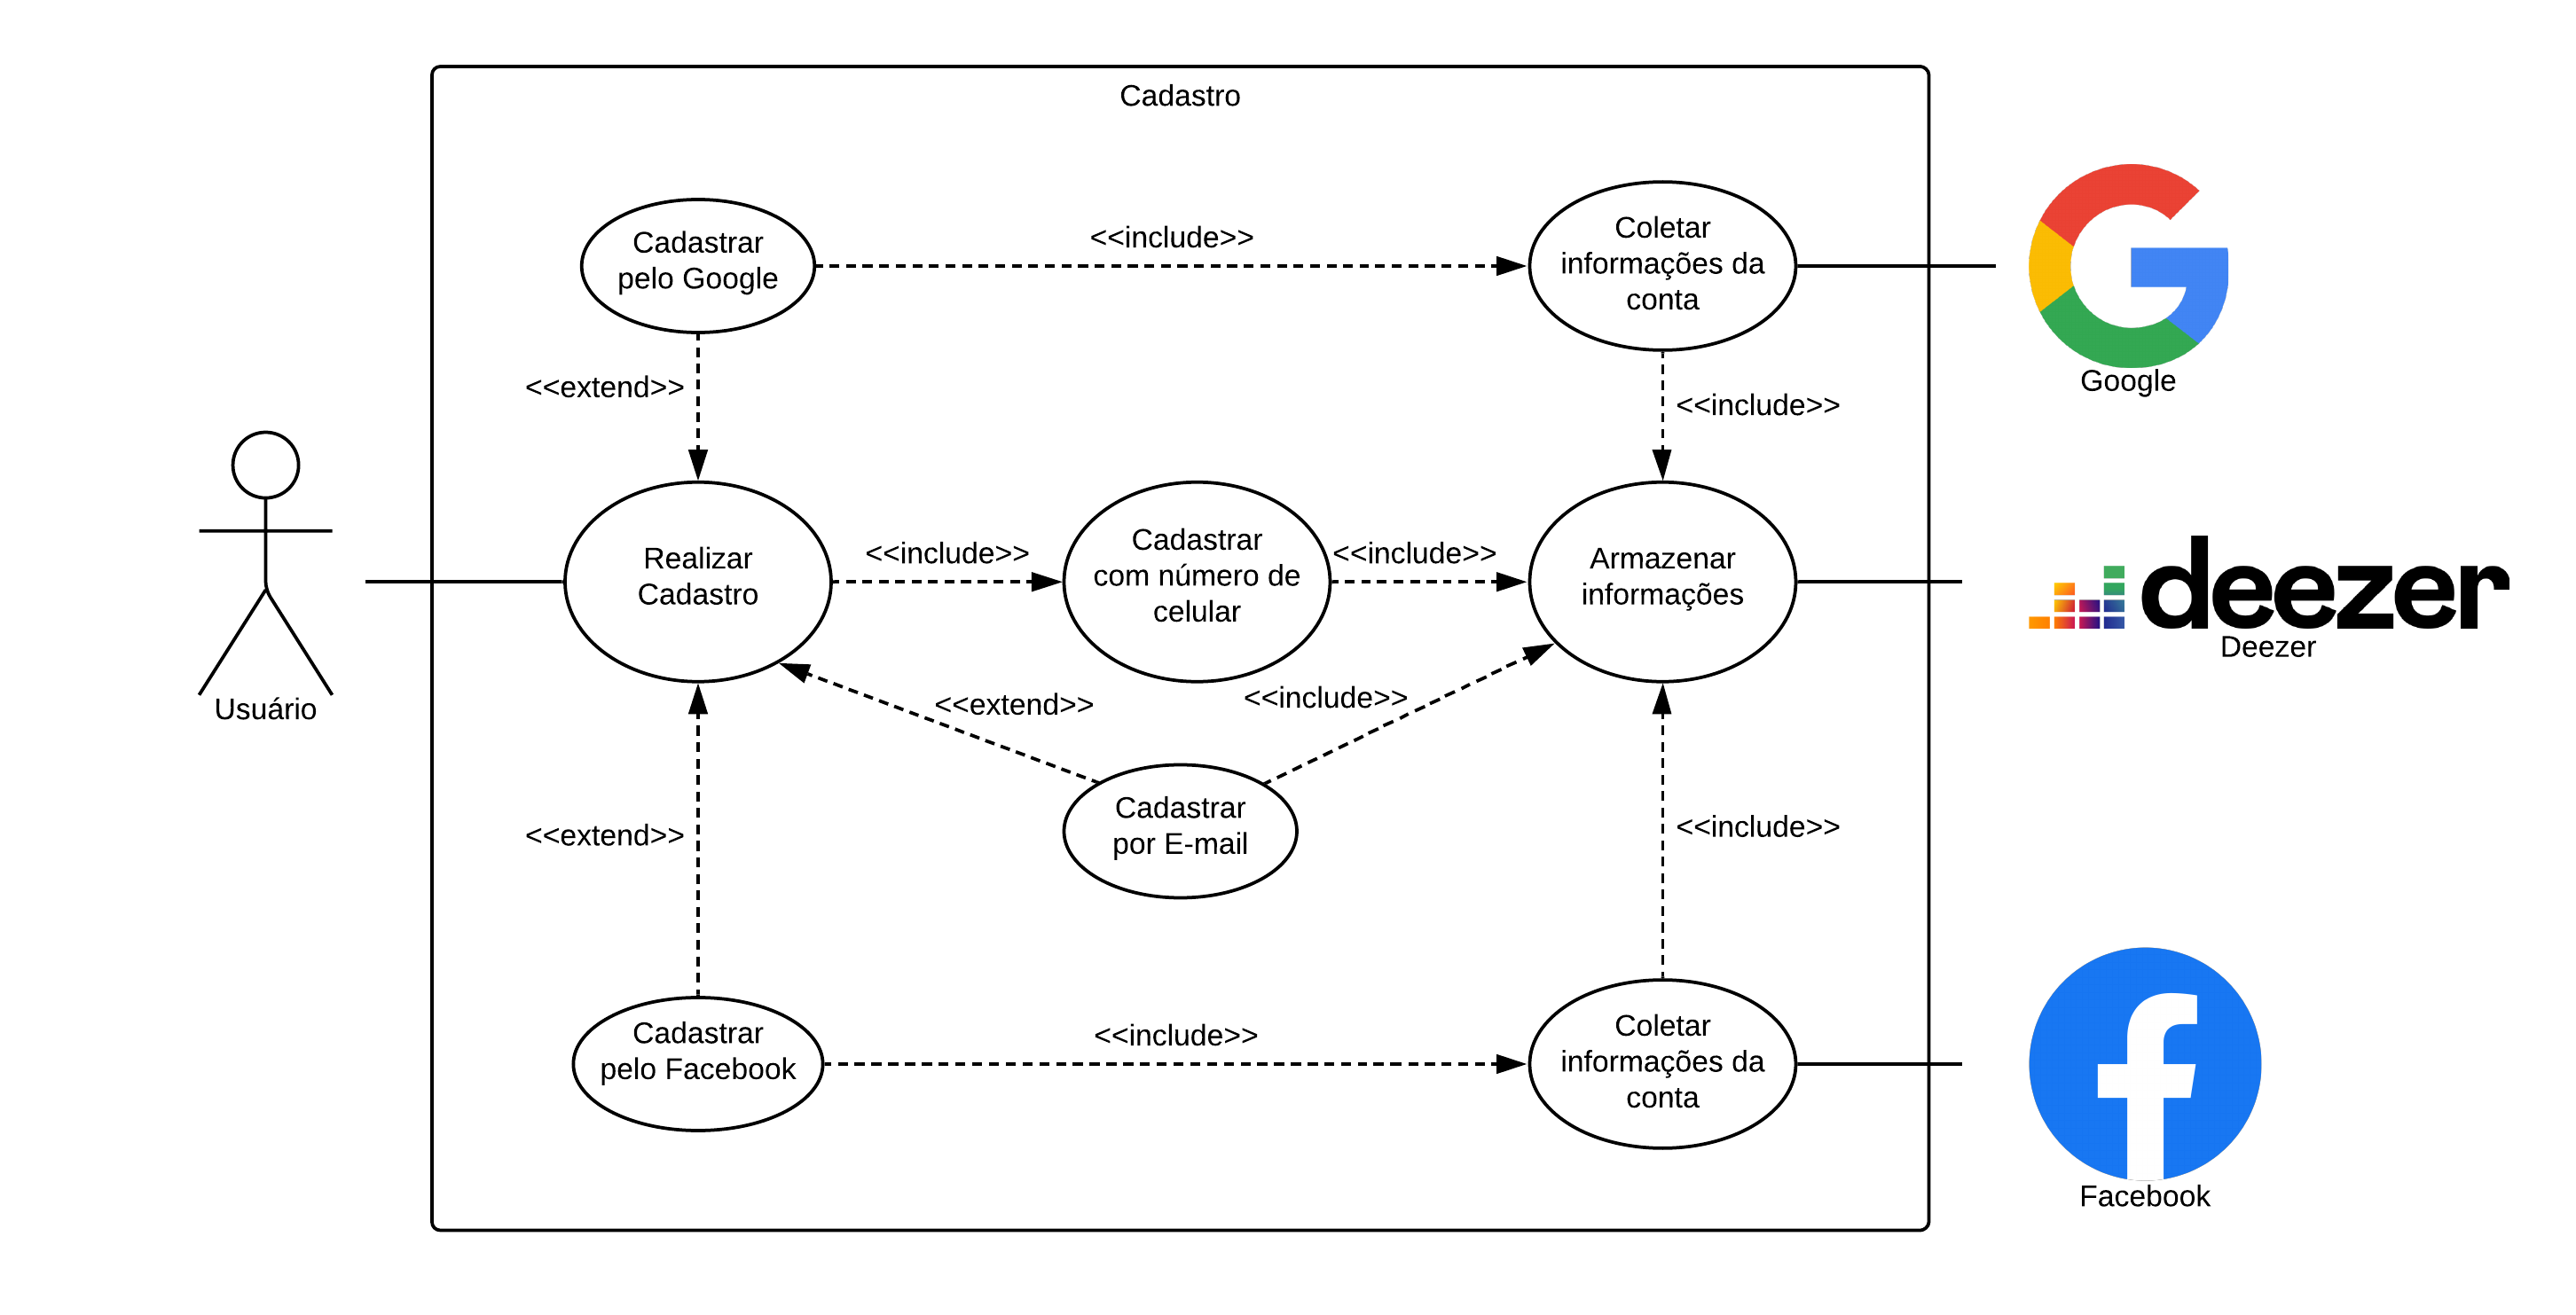 Cadastro
Cadastrar
pelo Google
<<include>>
Coletar
informações da
conta
Google
<<extend>>
<<include>>
Usuário
Realizar
Cadastro
<<include>>
Cadastrar
com número de
celular
<<include>>
Armazenar
informações
deezer
Deezer
<<extend>>
<<include>>
Cadastrar
por E-mail
<<extend>>
<<include>>
Cadastrar
pelo Facebook
<<include>>
Coletar
informações da
conta
Facebook